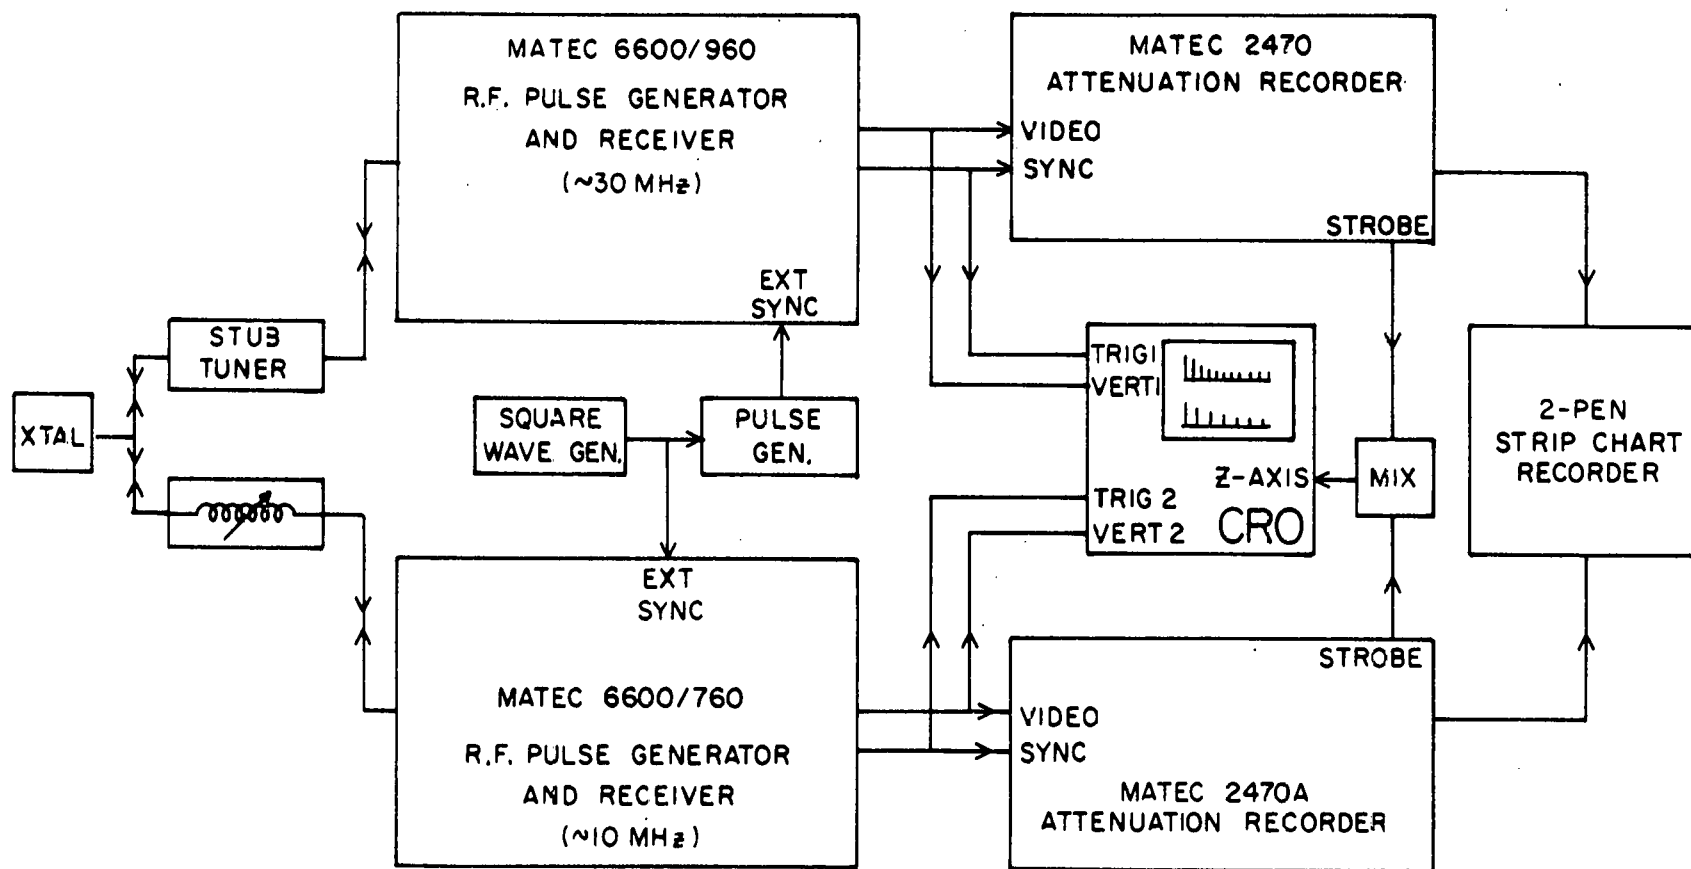 MATEC 6600/960
R.F. PULSE GENERATOR
AND RECEIVER
(~30 MHz)
EXT
SYNC
MATEC 2470
ATTENUATION RECORDER
VIDEO
SYNC
STROBE
STUB
TUNER
XTAL
SQUARE
WAVE GEN.
PULSE
GEN.
TRIG1
VERT1
TRIG 2
VERT 2
Z-AXIS
CRO
MIX
2-PEN
STRIP CHART
RECORDER
EXT
SYNC
MATEC 6600/760
R.F. PULSE GENERATOR
AND RECEIVER
(~10 MHz)
STROBE
VIDEO
SYNC
MATEC 2470A
ATTENUATION RECORDER